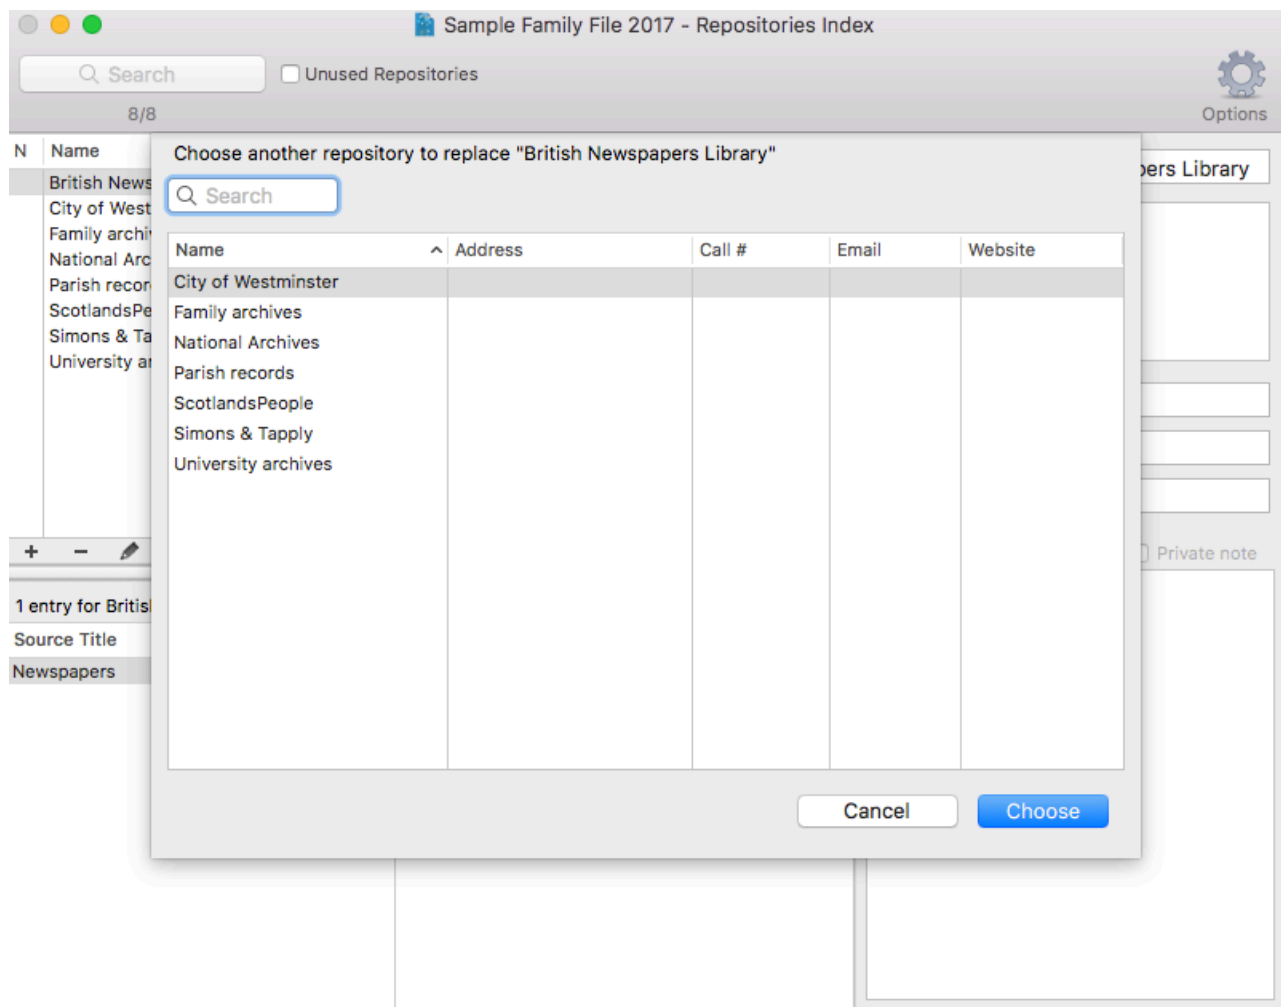 Sample Family File 2017 - Repositories Index
Search
Unused Repositories
8/8
Options
N Name
British News
City of West
Family archiv
National Arc
Parish recor
ScotlandsPe
Simons & Ta
University ar
Choose another repository to replace "British Newspapers Library"
Search
Name Address Call # Email Website
City of Westminster
Family archives
National Archives
Parish records
ScotlandsPeople
Simons & Tapply
University archives
Cancel Choose
pers Library
Private note
1 entry for Britis
Source Title
Newspapers